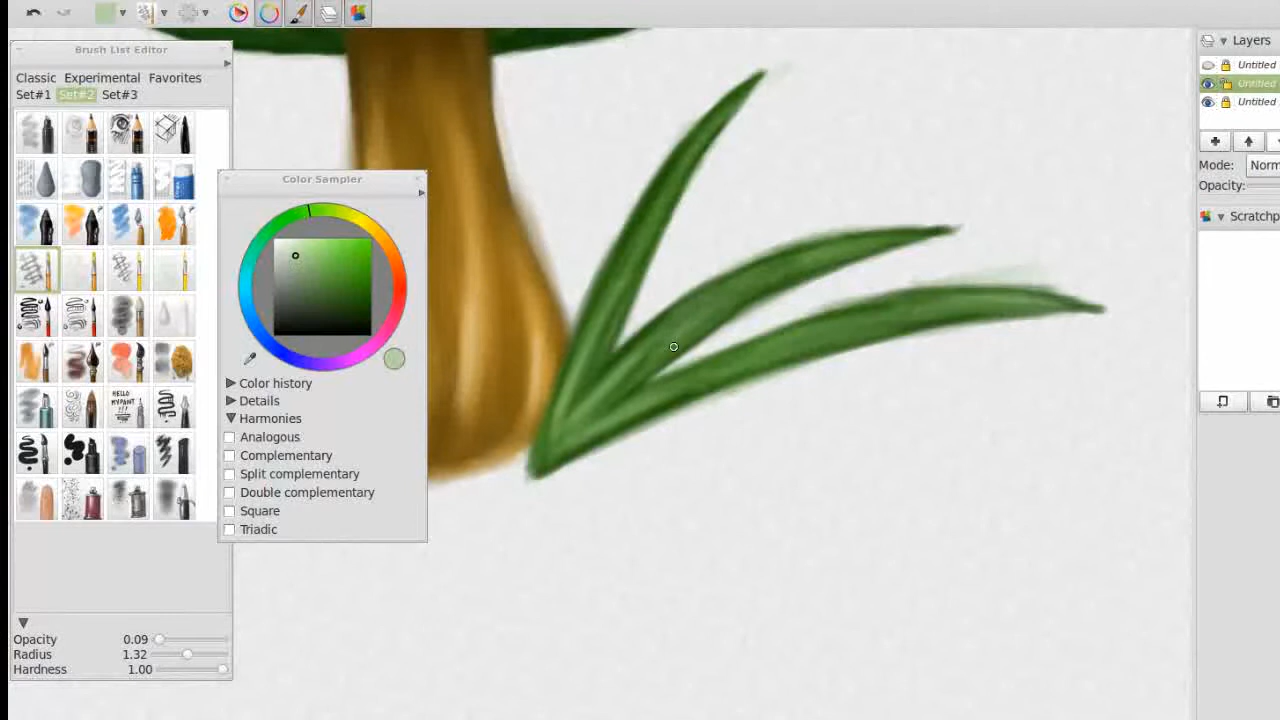 Brush List Editor
Classic Experimental Favorites
Set#1 Set#2 Set#3
HELLO
Color Sampler
Color history
Details
Harmonies
Analogous
Complementary
Split complementary
Double complementary
Square
Triadic
Opacity 0.09
Radius 1.32
Hardness 1.00
Layers
Untitled
Untitled
Untitled
Mode: Norm
Opacity:
Scratchp